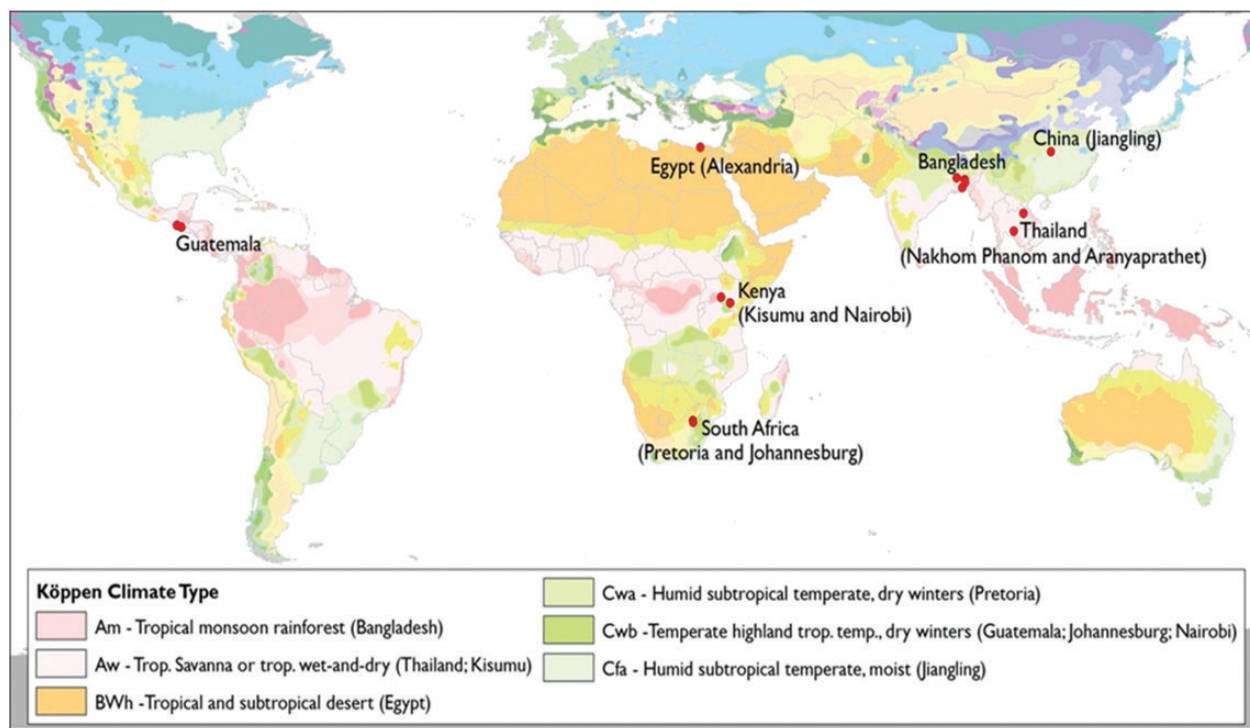 China (Jiangling)
Bangladesh
Egypt (Alexandria)
Thailand
(Nakhom Phanom and Aranyaprathet)
Guatemala
Kenya
(Kisumu and Nairobi)
South Africa
(Pretoria and Johannesburg)
Köppen Climate Type
Am - Tropical monsoon rainforest (Bangladesh)
Aw - Trop. Savanna or trop. wet-and-dry (Thailand; Kisumu)
BWh -Tropical and subtropical desert (Egypt)
Cwa - Humid subtropical temperate, dry winters (Pretoria)
Cwb -Temperate highland trop. temp., dry winters (Guatemala; Johannesburg; Nairobi)
Cfa - Humid subtropical temperate, moist (Jiangling)